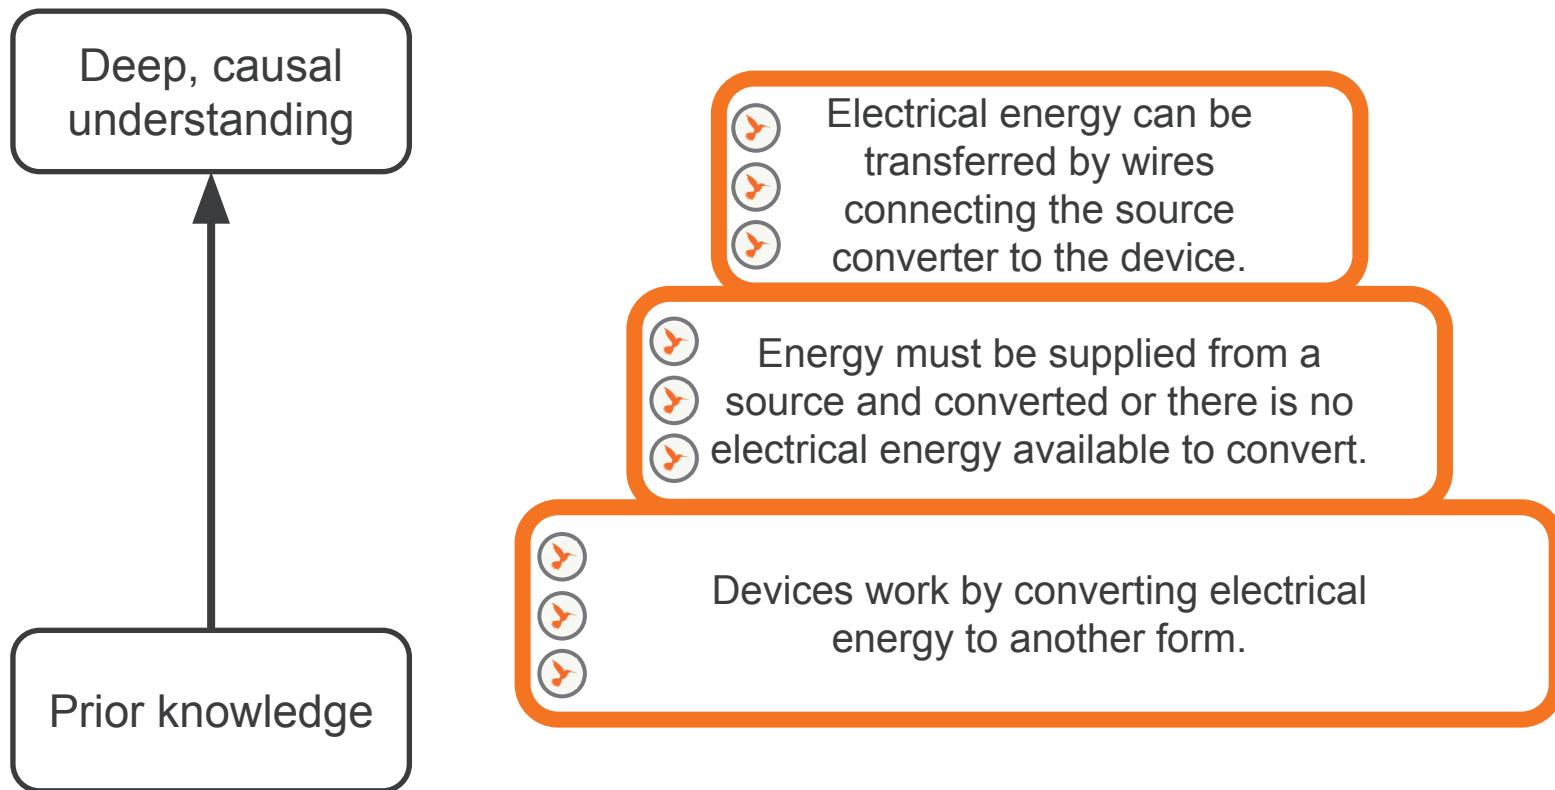 Deep, causal
understanding
Prior knowledge
Electrical energy can be
transferred by wires
connecting the source
converter to the device.
Energy must be supplied from a
source and converted or there is no
electrical energy available to convert.
Devices work by converting electrical
energy to another form.